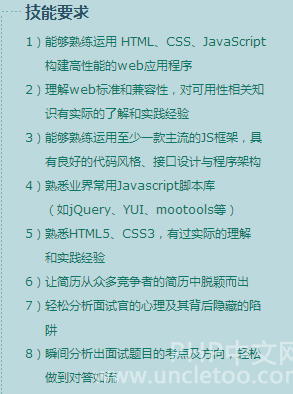 技能要求
1）能够熟练运用 HTML、CSS、JavaScript
构建高性能的web应用程序
2）理解web标准和兼容性，对可用性相关知
识有实际的了解和实践经验
3）能够熟练运用至少一款主流的JS框架，具
有良好的代码风格、接口设计与程序架构
4）熟悉业界常用Javascript脚本库
（如jQuery、YUI、mootools等）
5）熟悉HTML5、CSS3，有过实际的理解
和实践经验
6）让简历从众多竞争者的简历中脱颖而出
7）轻松分析面试官的心理及其背后隐藏的陷
阱
8）瞬间分析出面试题目的考点及方向，轻松
做到对答如流
PHP中文网
www.uncletoo.com